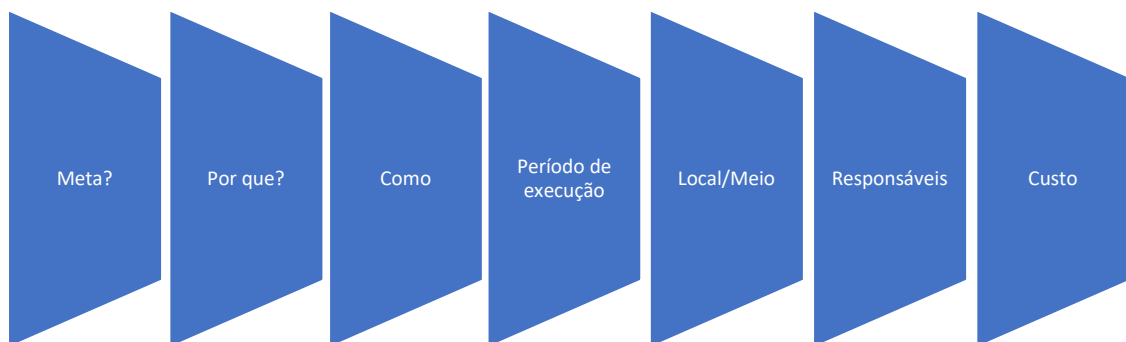 Meta?
Por que?
Como
Período de
execução
Local/Meio
Responsáveis
Custo